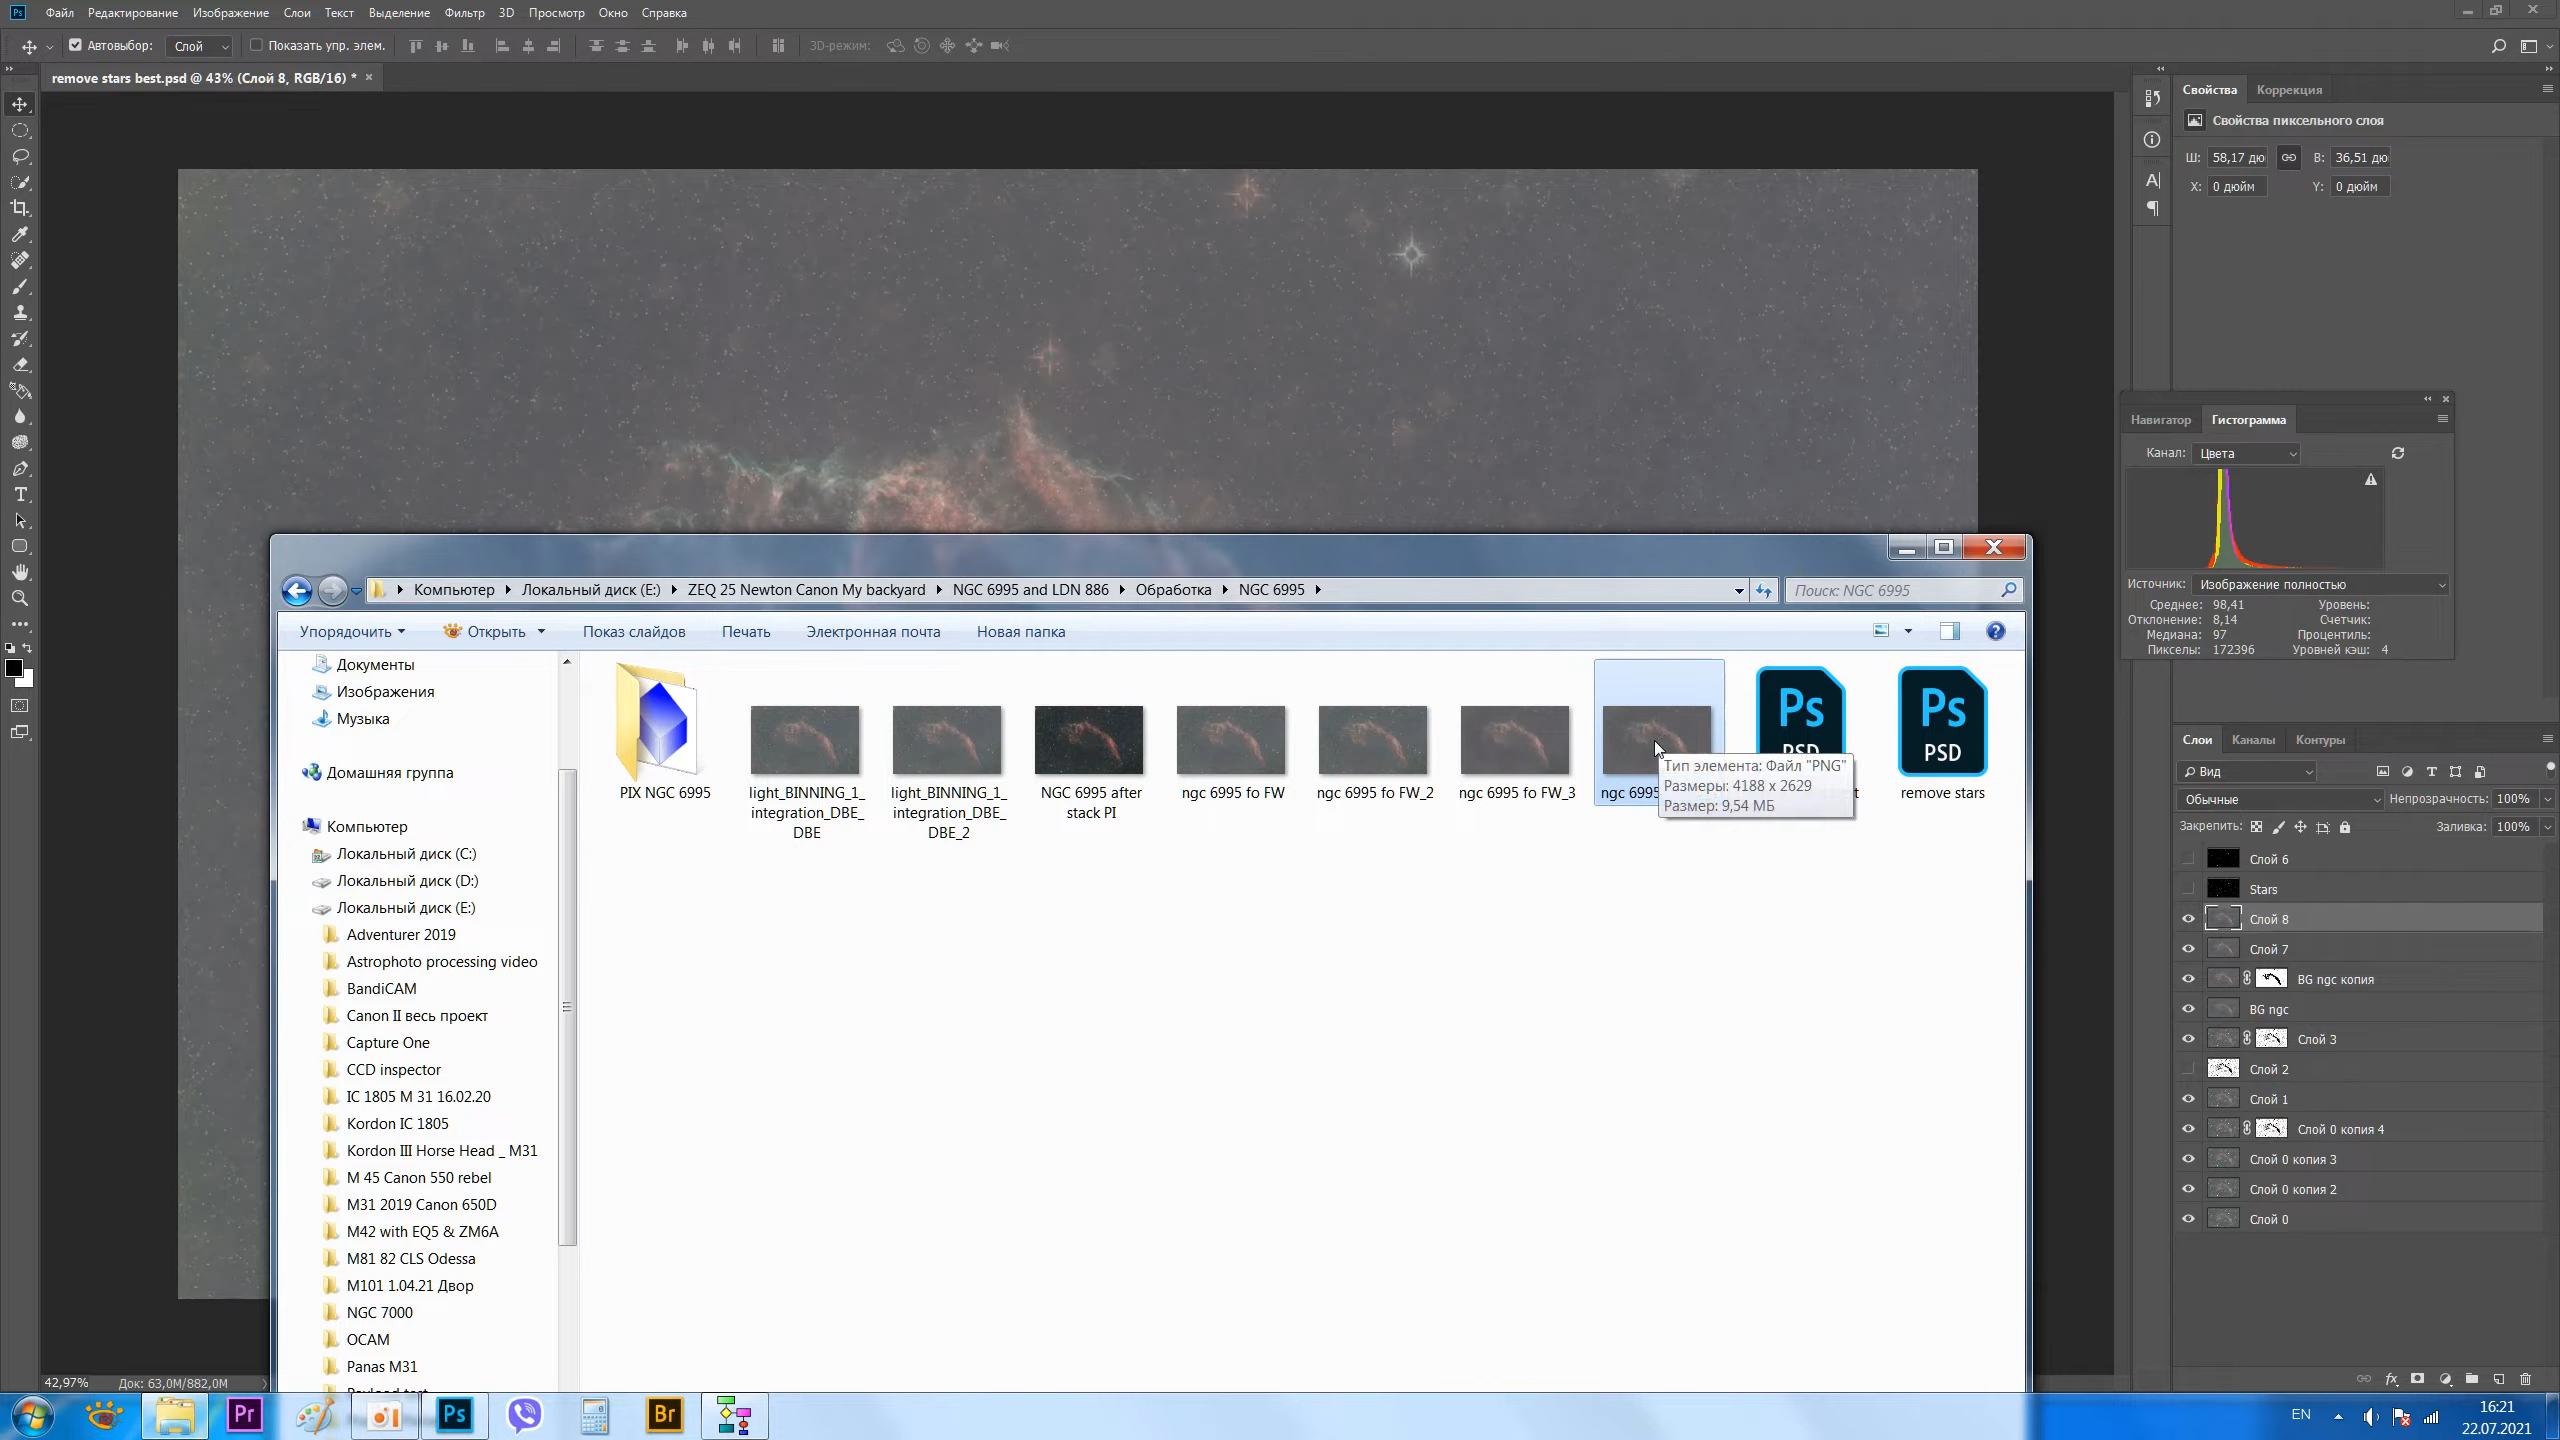 Ps Файл Редактирование Изображение Слои Текст Выделение Фильтр 3D Просмотр Окно Справка
Автовыбор: Слой Показать упр. элем. 3D-режим:
remove stars best.psd @ 43% (Слой 8, RGB/16) *
Свойства Коррекция
Свойства пиксельного слоя
Ш: 58,17 дю В: 36,51 дю
X: 0 дюйм Y: 0 дюйм
Навигатор Гистограмма
Канал: Цвета
Источник: Изображение полностью
Среднее: 98,41 Уровень:
Отклонение: 8,14 Счетчик:
Медиана: 97 Процентиль:
Пикселы: 172396 Уровней кэш: 4
Компьютер Локальный диск (E:) ZEQ 25 Newton Canon My backyard NGC 6995 and LDN 886 Обработка NGC 6995
Поиск: NGC 6995
Упорядочить Открыть Показ слайдов Печать Электронная почта Новая папка
Документы
Изображения
Музыка
Домашняя группа
Компьютер
Локальный диск (C:)
Локальный диск (D:)
Локальный диск (E:)
Adventurer 2019
Astrophoto processing video
BandiCAM
Canon II весь проект
Capture One
CCD inspector
IC 1805 M 31 16.02.20
Kordon IC 1805
Kordon III Horse Head _ M31
M 45 Canon 550 rebel
M31 2019 Canon 650D
M42 with EQ5 & ZM6A
M81 82 CLS Odessa
M101 1.04.21 Двор
NGC 7000
OCAM
Panas M31
PIX NGC 6995
light_BINNING_1_
integration_DBE_
DBE
light_BINNING_1_
integration_DBE_
DBE_2
NGC 6995 after
stack PI
ngc 6995 fo FW
ngc 6995 fo FW_2
ngc 6995 fo FW_3
ngc 6995
Ps
PSD
Ps
PSD
remove stars
Тип элемента: Файл "PNG"
Размеры: 4188 x 2629
Размер: 9,54 МБ
Слои Каналы Контуры
Вид
Обычные Непрозрачность: 100%
Закрепить: Заливка: 100%
Слой 6
Stars
Слой 8
Слой 7
BG ngc копия
BG ngc
Слой 3
Слой 2
Слой 1
Слой 0 копия 4
Слой 0 копия 3
Слой 0 копия 2
Слой 0
fx
42,97% Док: 63,0M/882,0M
Pr Ps Br
EN
16:21
22.07.2021